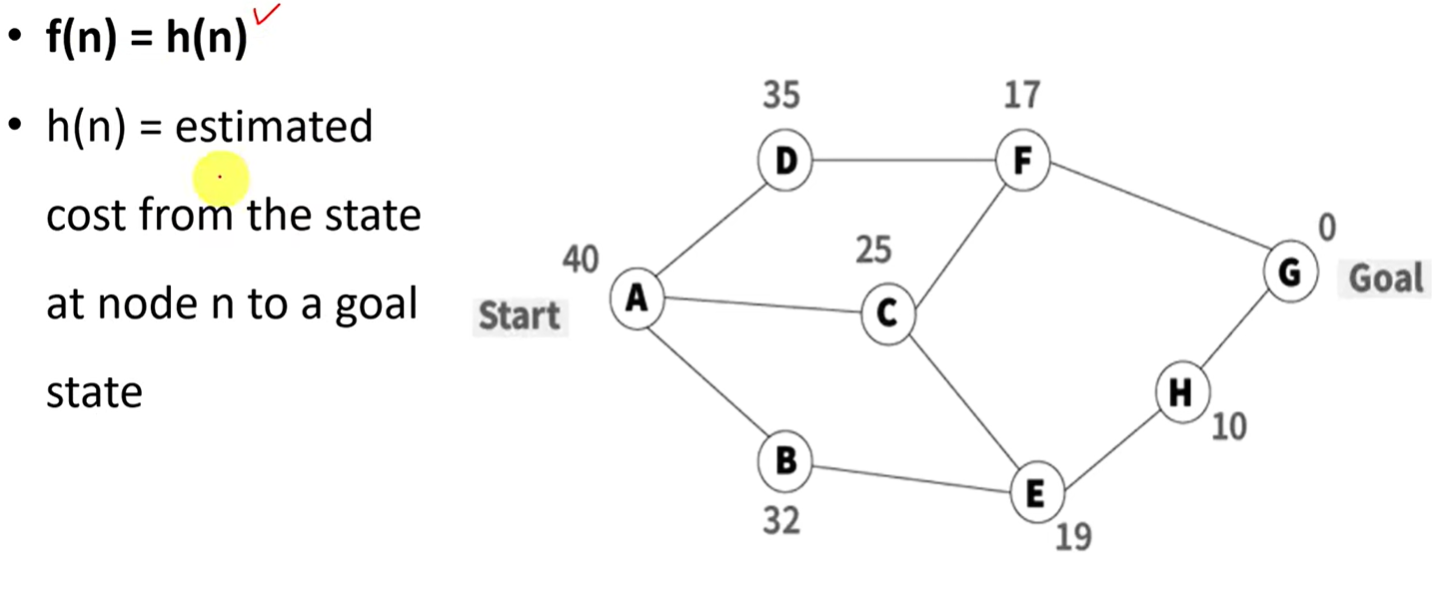 • f(n) = h(n)
• h(n) = estimated
cost from the state
at node n to a goal
state
35
17
D
F
0
25
40
G
Goal
A
C
Start
H
10
B
E
32
19